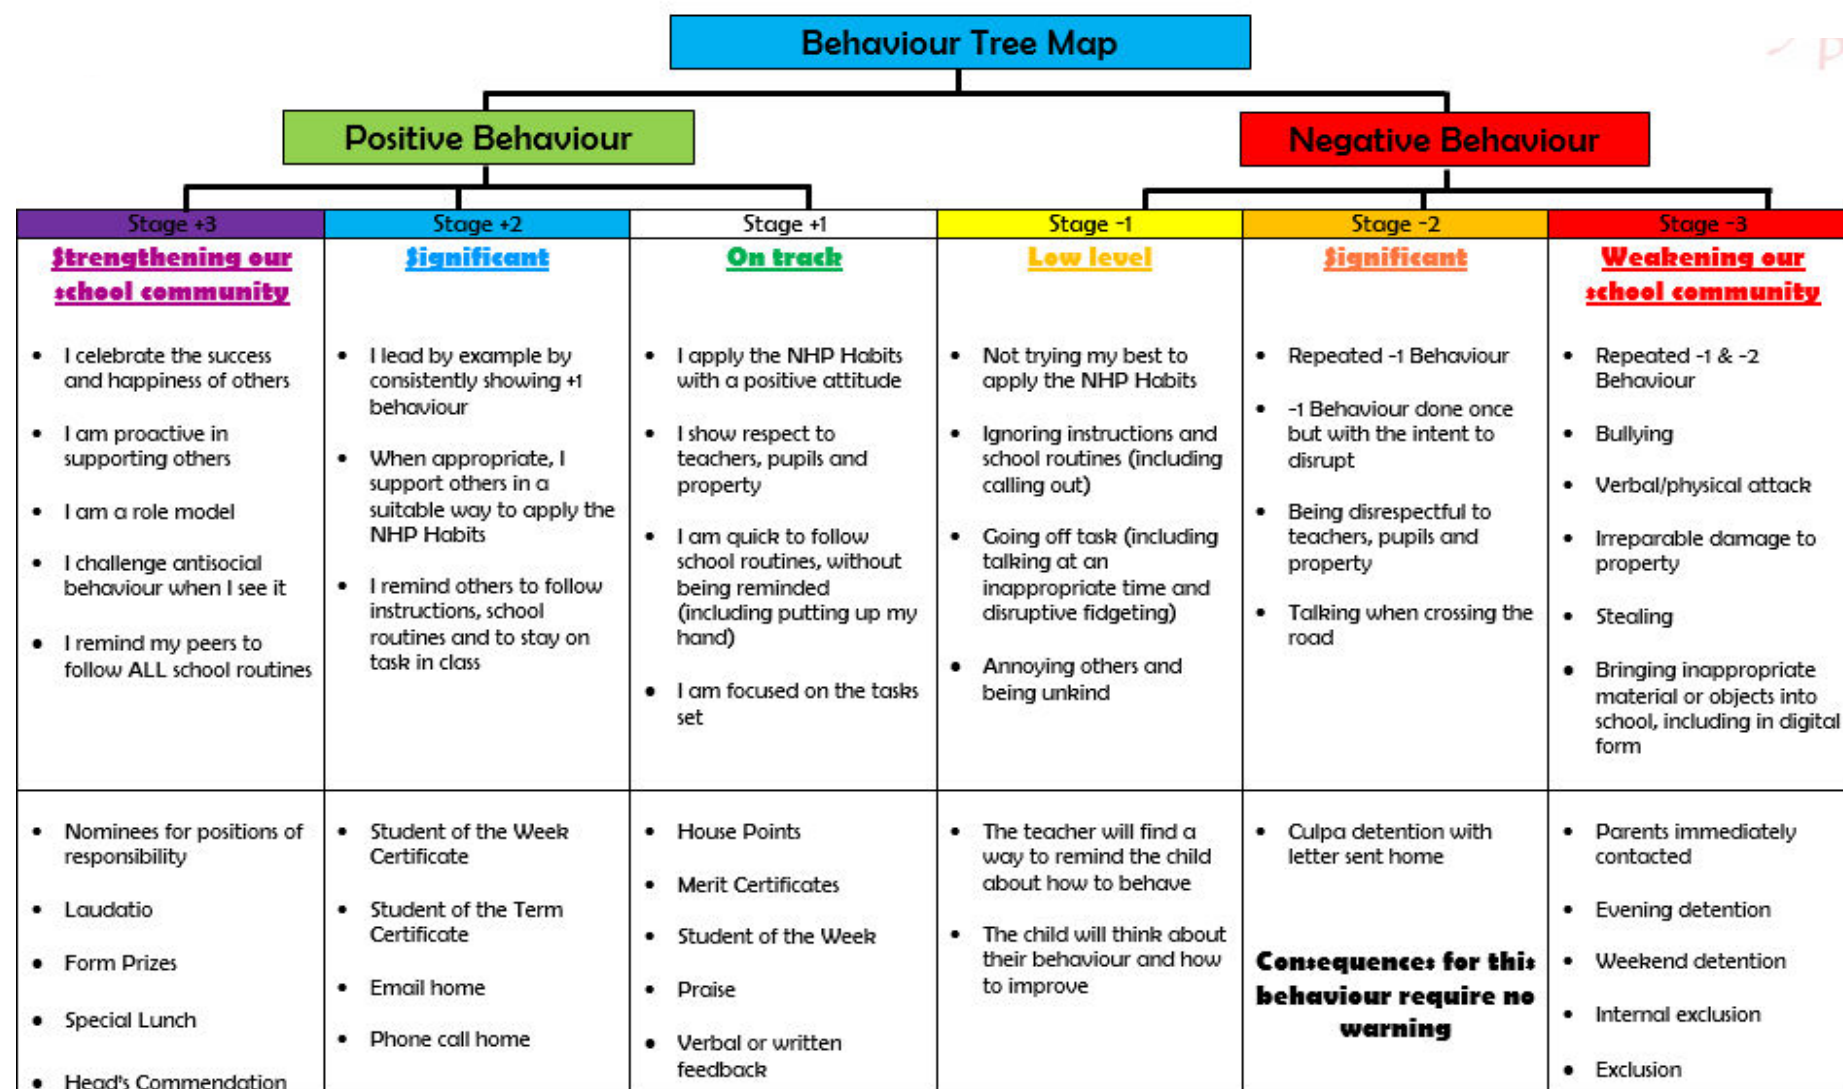 Behaviour Tree Map
Positive Behaviour
Negative Behaviour
Stage +3
Strengthening our
school community
• I celebrate the success
and happiness of others
• I am proactive in
supporting others
• I am a role model
• I challenge antisocial
behaviour when I see it
• I remind my peers to
follow ALL school routines
• Nominees for positions of
responsibility
• Laudatio
• Form Prizes
• Special Lunch
• Head's Commendation
Stage +2
Significant
• I lead by example by
consistently showing +1
behaviour
• When appropriate, I
support others in a
suitable way to apply the
NHP Habits
• I remind others to follow
instructions, school
routines and to stay on
task in class
• Student of the Week
Certificate
• Student of the Term
Certificate
• Email home
• Phone call home
Stage +1
On track
• I apply the NHP Habits
with a positive attitude
• I show respect to
teachers, pupils and
property
• I am quick to follow
school routines, without
being reminded
(including putting up my
hand)
• I am focused on the tasks
set
• House Points
• Merit Certificates
• Student of the Week
• Praise
• Verbal or written
feedback
Stage -1
Low level
• Not trying my best to
apply the NHP Habits
• Ignoring instructions and
school routines (including
calling out)
• Going off task (including
talking at an
inappropriate time and
disruptive fidgeting)
• Annoying others and
being unkind
• The teacher will find a
way to remind the child
about how to behave
• The child will think about
their behaviour and how
to improve
Stage -2
Significant
• Repeated -1 Behaviour
• -1 Behaviour done once
but with the intent to
disrupt
• Being disrespectful to
teachers, pupils and
property
• Talking when crossing the
road
• Culpa detention with
letter sent home
Consequences for this
behaviour require no
warning
Stage -3
Weakening our
school community
• Repeated -1 & -2
Behaviour
• Bullying
• Verbal/physical attack
• Irreparable damage to
property
• Stealing
• Bringing inappropriate
material or objects into
school, including in digital
form
• Parents immediately
contacted
• Evening detention
• Weekend detention
• Internal exclusion
• Exclusion